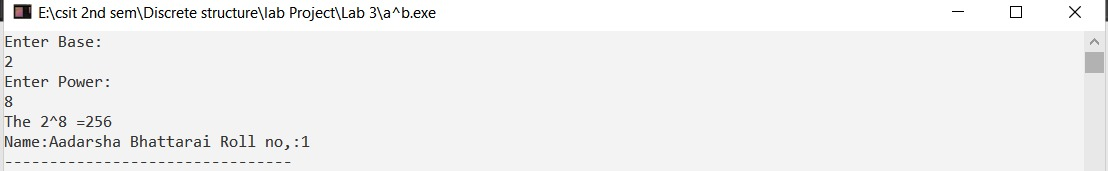 E:\csit 2nd sem\Discrete structure\lab Project\Lab 3\a^b.exe
Enter Base:
2
Enter Power:
8
The 2^8 =256
Name:Aadarsha Bhattarai Roll no,:1
--------------------------------